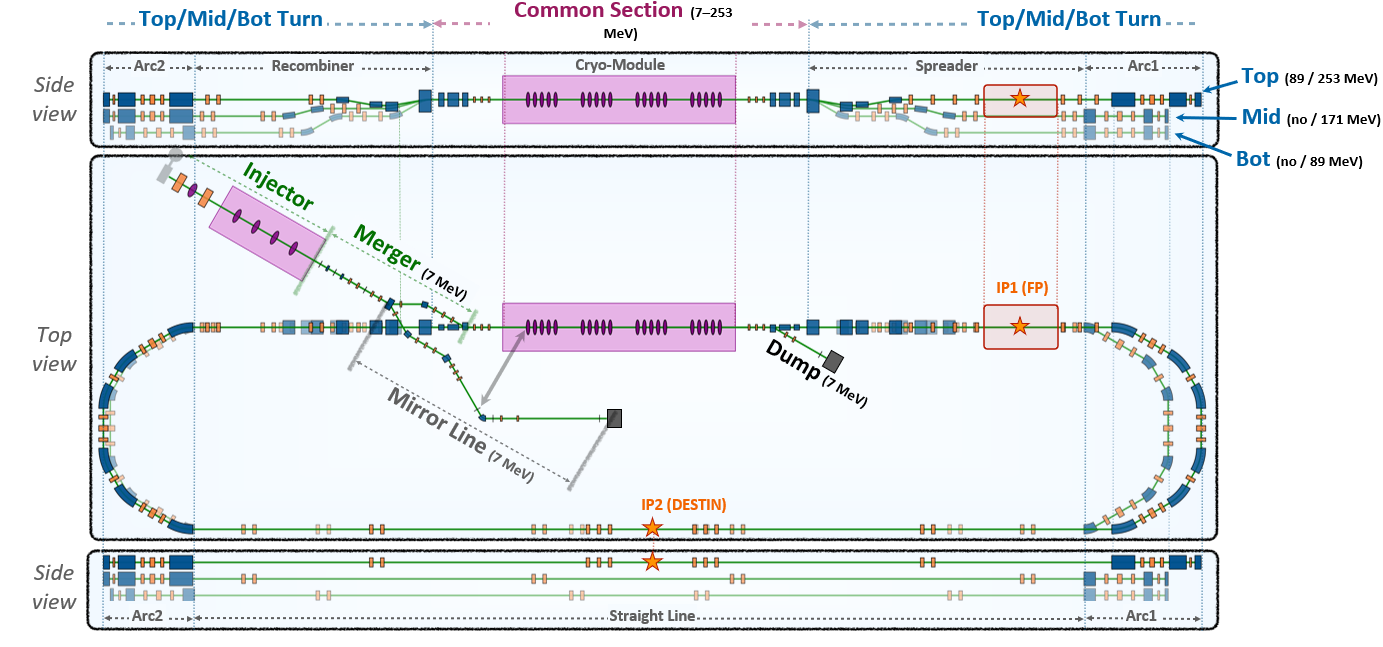 Top/Mid/Bot Turn
Common Section (7–253
MeV)
Top/Mid/Bot Turn
Side
view
Arc2
Recombiner
Cryo-Module
Spreader
Arc1
Top (89 / 253 MeV)
Mid (no / 171 MeV)
Bot (no / 89 MeV)
Injector
Merger (7 MeV)
IP1 (FP)
Top
view
Dump (7 MeV)
Mirror Line (7 MeV)
IP2 (DESTIN)
Side
view
Arc2
Straight Line
Arc1